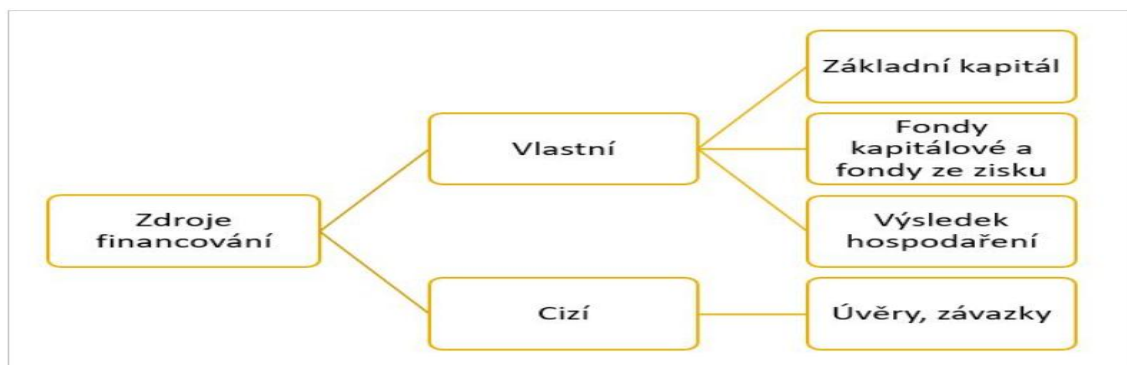 Zdroje
financování
Vlastní
Cizí
Základní kapitál
Fondy
kapitálové a
fondy ze zisku
Výsledek
hospodaření
Úvěry, závazky